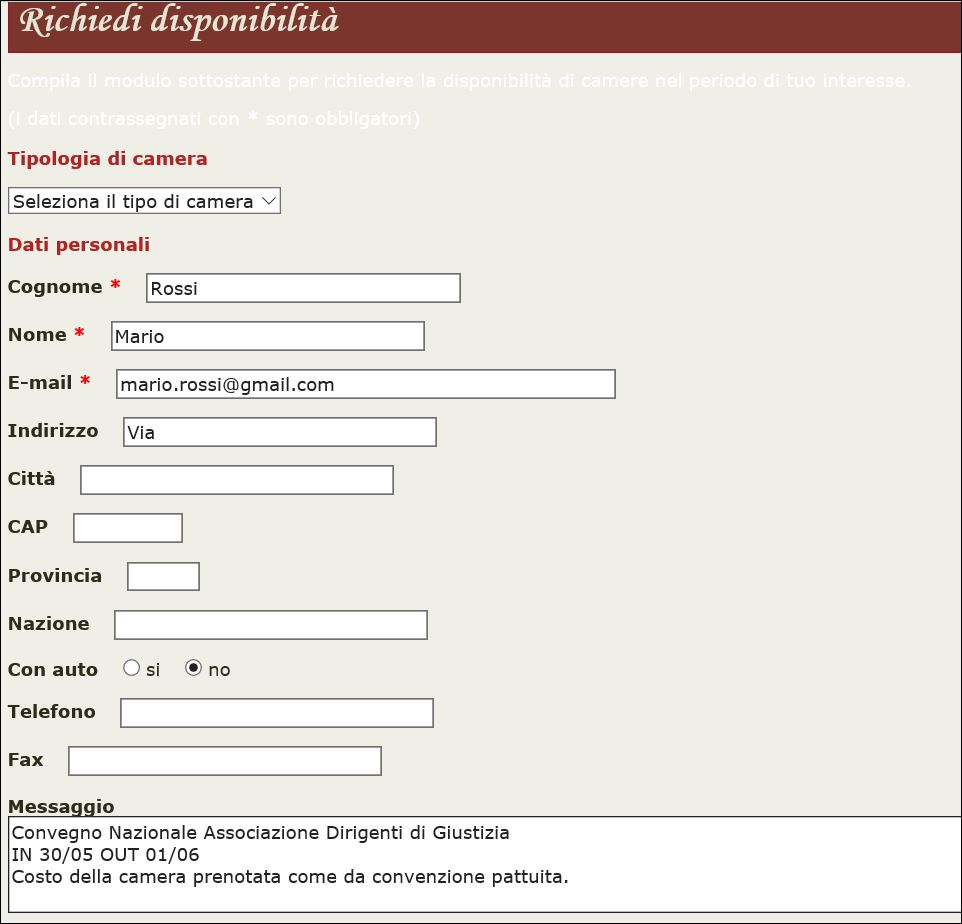 Richiedi disponibilità
Compila il modulo sottostante per richiedere la disponibilità di camere nel periodo di tuo interesse.
(i dati contrassegnati con * sono obbligatori)
Tipologia di camera
Seleziona il tipo di camera
Dati personali
Cognome * Rossi
Nome * Mario
E-mail * mario.rossi@gmail.com
Indirizzo Via
Città
CAP
Provincia
Nazione
Con auto si no
Telefono
Fax
Messaggio
Convegno Nazionale Associazione Dirigenti di Giustizia
IN 30/05 OUT 01/06
Costo della camera prenotata come da convenzione pattuita.